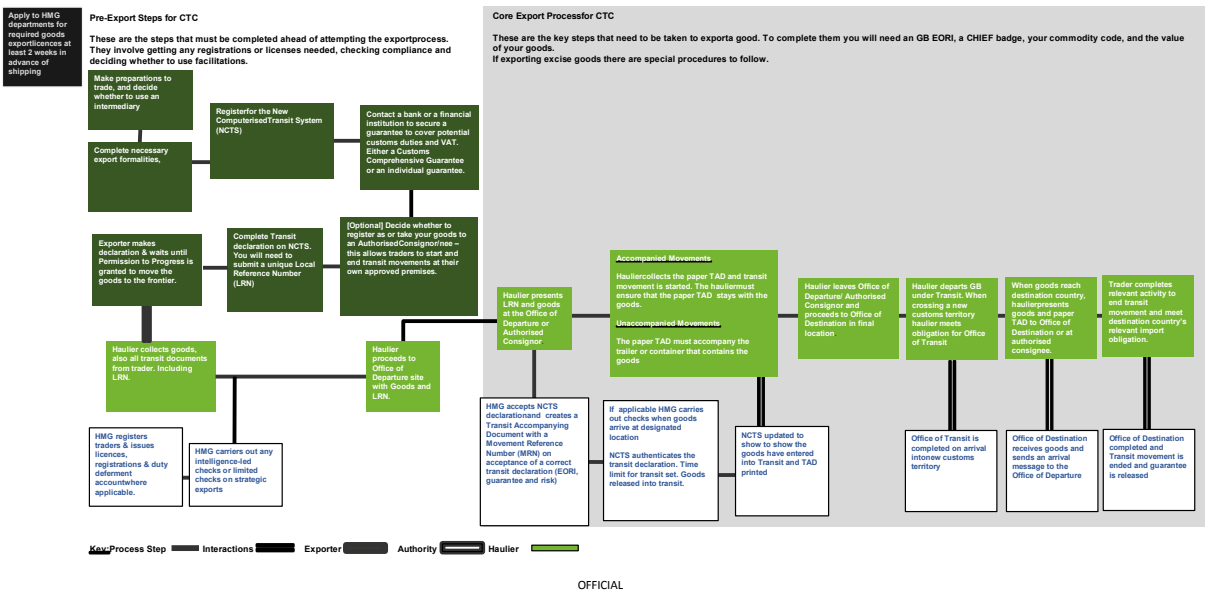 Apply to HMG
departments for
required goods
exportlicences at
least 2 weeks in
advance of
shipping
Pre-Export Steps for CTC
These are the steps that must be completed ahead of attempting the exportprocess.
They involve getting any registrations or licenses needed, checking compliance and
deciding whether to use facilitations.
Core Export Processfor CTC
These are the key steps that need to be taken to exporta good. To complete them you will need an GB EORI, a CHIEF badge, your commodity code, and the value
of your goods.
If exporting excise goods there are special procedures to follow.
Make preparations to
trade, and decide
whether to use an
intermediary
Complete necessary
export formalities,
Registerfor the New
ComputerisedTransit System
(NCTS)
Contact a bank or a financial
institution to secure a
guarantee to cover potential
customs duties and VAT.
Either a Customs
Comprehensive Guarantee
or an individual guarantee.
[Optional] Decide whether to
register as or take your goods to
an AuthorisedConsignor/nee –
this allows traders to start and
end transit movements at their
own approved premises.
Complete Transit
declaration on NCTS.
You will need to
submit a unique Local
Reference Number
(LRN)
Exporter makes
declaration & waits until
Permission to Progress is
granted to move the
goods to the frontier.
Haulier collects goods,
also all transit documents
from trader. Including
LRN.
Haulier
proceeds to
Office of
Departure site
with Goods and
LRN.
HMG registers
traders & issues
licences,
registrations & duty
deferment
accountwhere
applicable.
HMG carriers out any
intelligence-led
checks or limited
checks on strategic
exports
Haulier presents
LRN and goods
at the Office of
Departure or
Authorised
Consignor
Accompanied Movements
Hauliercollects the paper TAD and transit
movement is started. The hauliermust
ensure that the paper TAD stays with the
goods.
Unaccompanied Movements
The paper TAD must accompany the
trailer or container that contains the
goods
Haulier leaves Office of
Departure/ Authorised
Consignor and
proceeds to Office of
Destination in final
location
Haulier departs GB
under Transit. When
crossing a new
customs territory
haulier meets
obligation for Office
of Transit
When goods reach
destination country,
haulierpresents
goods and paper
TAD to Office of
Destination or at
authorised
consignee.
Trader completes
relevant activity to
end transit
movement and meet
destination country's
relevant import
obligation.
HMG accepts NCTS
declarationand creates a
Transit Accompanying
Document with a
Movement Reference
Number (MRN) on
acceptance of a correct
transit declaration (EORI,
guarantee and risk)
If applicable HMG carries
out checks when goods
arrive at designated
location
NCTS authenticates the
transit declaration. Time
limit for transit set. Goods
released into transit.
NCTS updated to
show to show the
goods have entered
into Transit and TAD
printed
Office of Transit is
completed on arrival
intonew customs
territory
Office of Destination
receives goods and
sends an arrival
message to the
Office of Departure
Office of Destination
completed and
Transit movement is
ended and guarantee
is released
Key:Process Step Interactions Exporter Authority Haulier
OFFICIAL